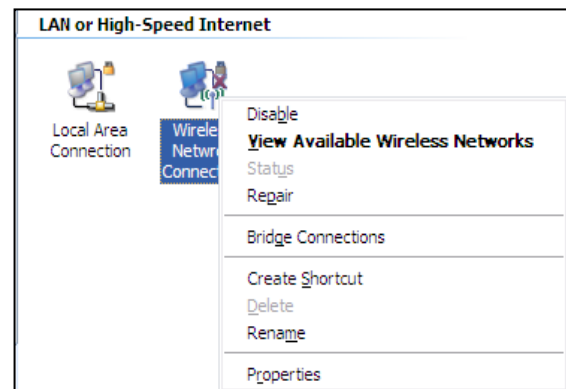 LAN or High-Speed Internet
Local Area
Connection
Wirele
Netwo
Connec
Disable
View Available Wireless Networks
Status
Repair
Bridge Connections
Create Shortcut
Delete
Rename
Properties